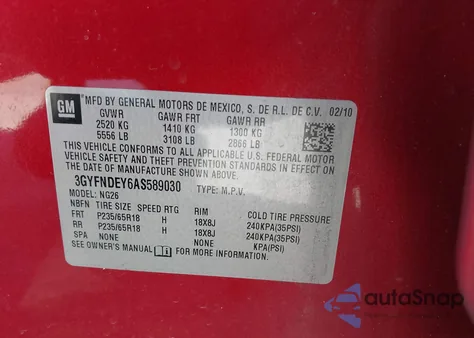 GM
MFD BY GENERAL MOTORS DE MEXICO, S. DE R.L. DE C.V. 02/10
GVWR GAWR FRT GAWR RR
2520 KG 1410 KG 1300 KG
5556 LB 3108 LB 2866 LB
THIS VEHICLE CONFORMS TO ALL APPLICABLE U.S. FEDERAL MOTOR
VEHICLE SAFETY AND THEFT PREVENTION STANDARDS IN EFFECT ON
THE DATE OF MANUFACTURE SHOWN ABOVE.
3GYFNDEY6AS589030 TYPE: M.P.V.
MODEL: NG26
NBFN TIRE SIZE SPEED RTG RIM COLD TIRE PRESSURE
FRT P235/65R18 H 18X8J 240KPA(35PSI)
RR P235/65R18 H 18X8J 240KPA(35PSI)
SPA NONE NONE KPA(PSI)
SEE OWNER'S MANUAL FOR MORE INFORMATION
autoSnap